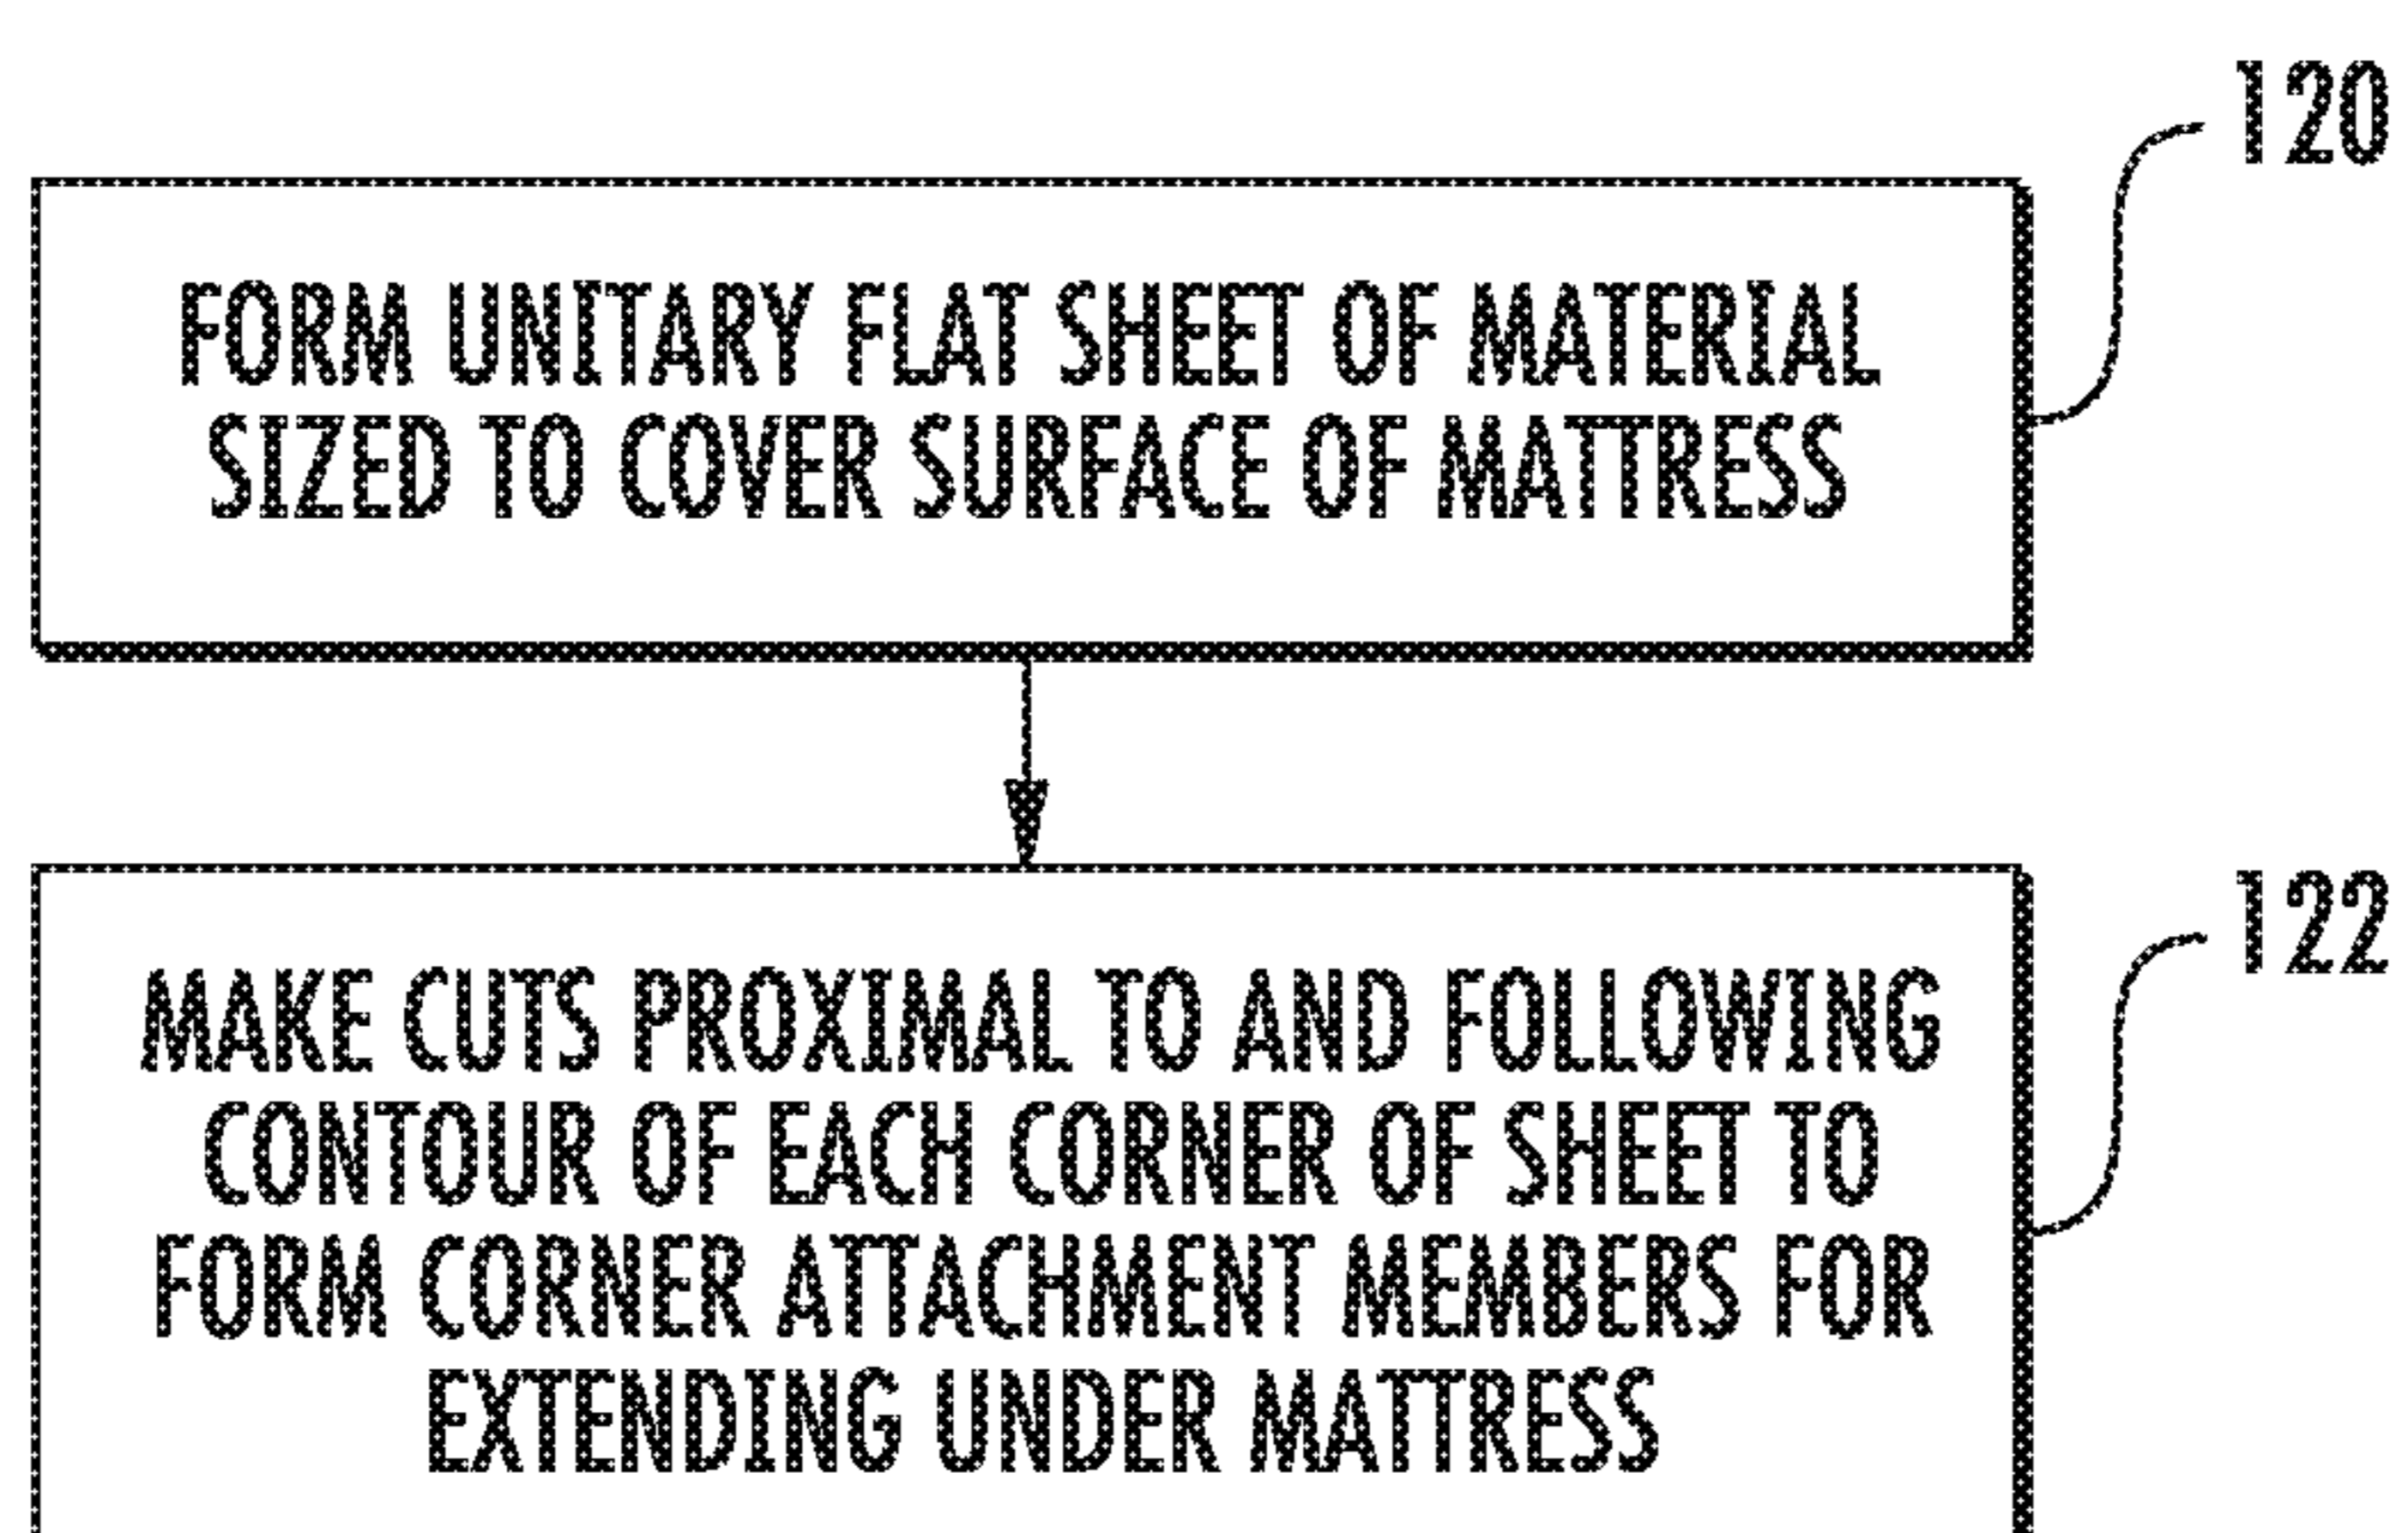 120
FORM UNITARY FLAT SHEET OF MATERIAL
SIZED TO COVER SURFACE OF MATTRESS
122
MAKE CUTS PROXIMAL TO AND FOLLOWING
CONTOUR OF EACH CORNER OF SHEET TO
FORM CORNER ATTACHMENT MEMBERS FOR
EXTENDING UNDER MATTRESS